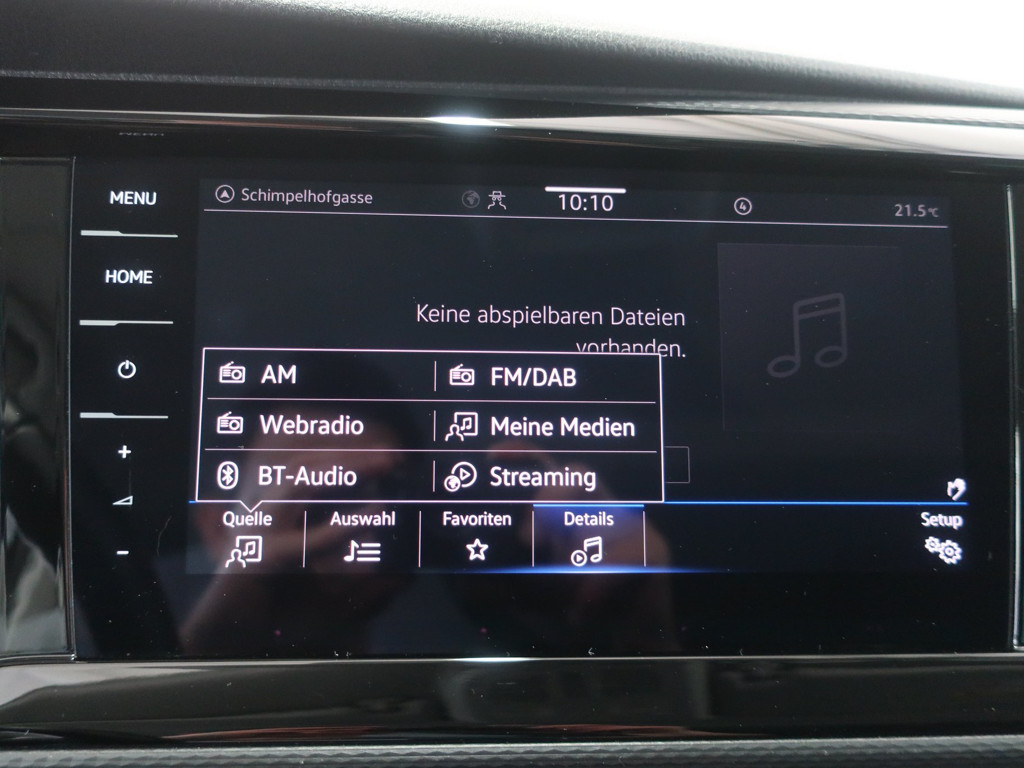 MENU
HOME
+
-
Schimpelhofgasse
10:10
4
21.5°C
Keine abspielbaren Dateien
vorhanden.
AM
FM/DAB
Webradio
Meine Medien
BT-Audio
Streaming
Quelle
Auswahl
Favoriten
Details
Setup